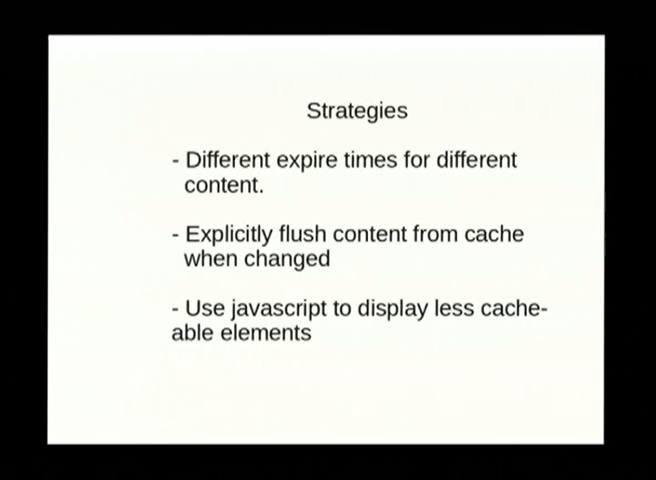 Strategies
- Different expire times for different
content.
- Explicitly flush content from cache
when changed
- Use javascript to display less cache-
able elements